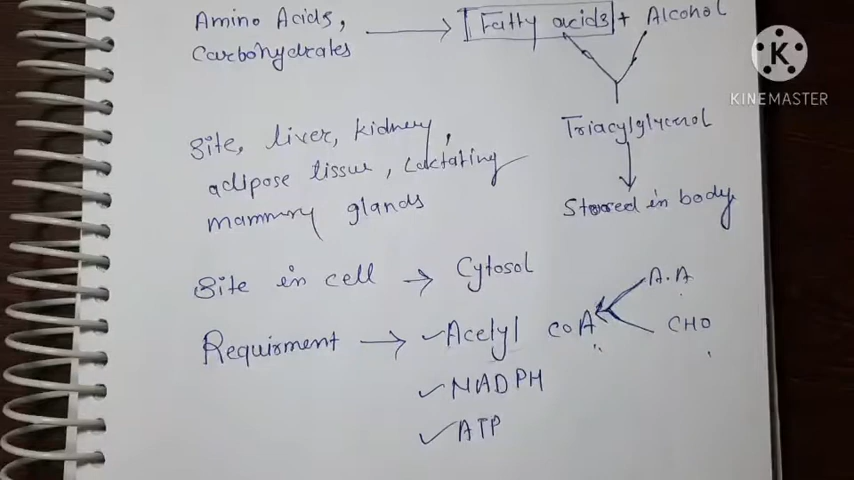 Amino Acids,
Carbohydrates → Fatty acids + Alcohol
K
KINEMASTER
Triacylglycerol
Site, liver, kidney,
adipose tissue, Lactating
mammary glands
Stored in body
Site in cell → Cytosol
Requirment → ✓Acetyl CoA
A.A
CHO
✓NADPH
✓ATP